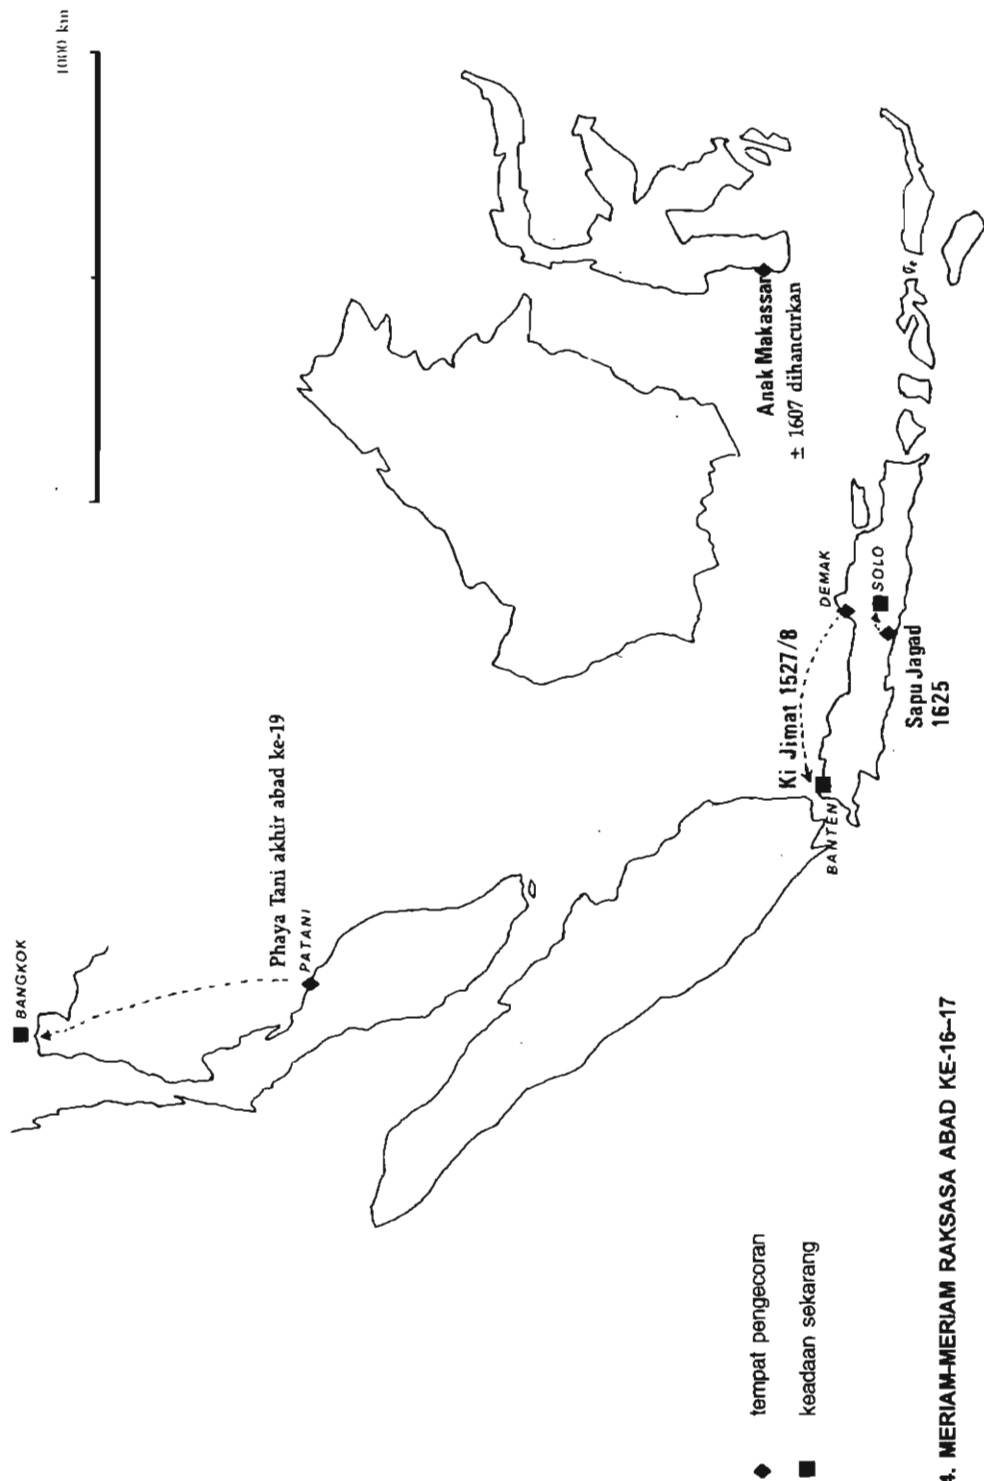 1000 km
BANGKOK
Phaya Tani akhir abad ke-19
PATANI
Anak Makassar
± 1607 dihancurkan
DEMAK
SOLO
Ki Jimat 1527/8
BANTEN
Sapu Jagad
1625
tempat pengecoran
keadaan sekarang
4. MERIAM-MERIAM RAKSASA ABAD KE-16–17